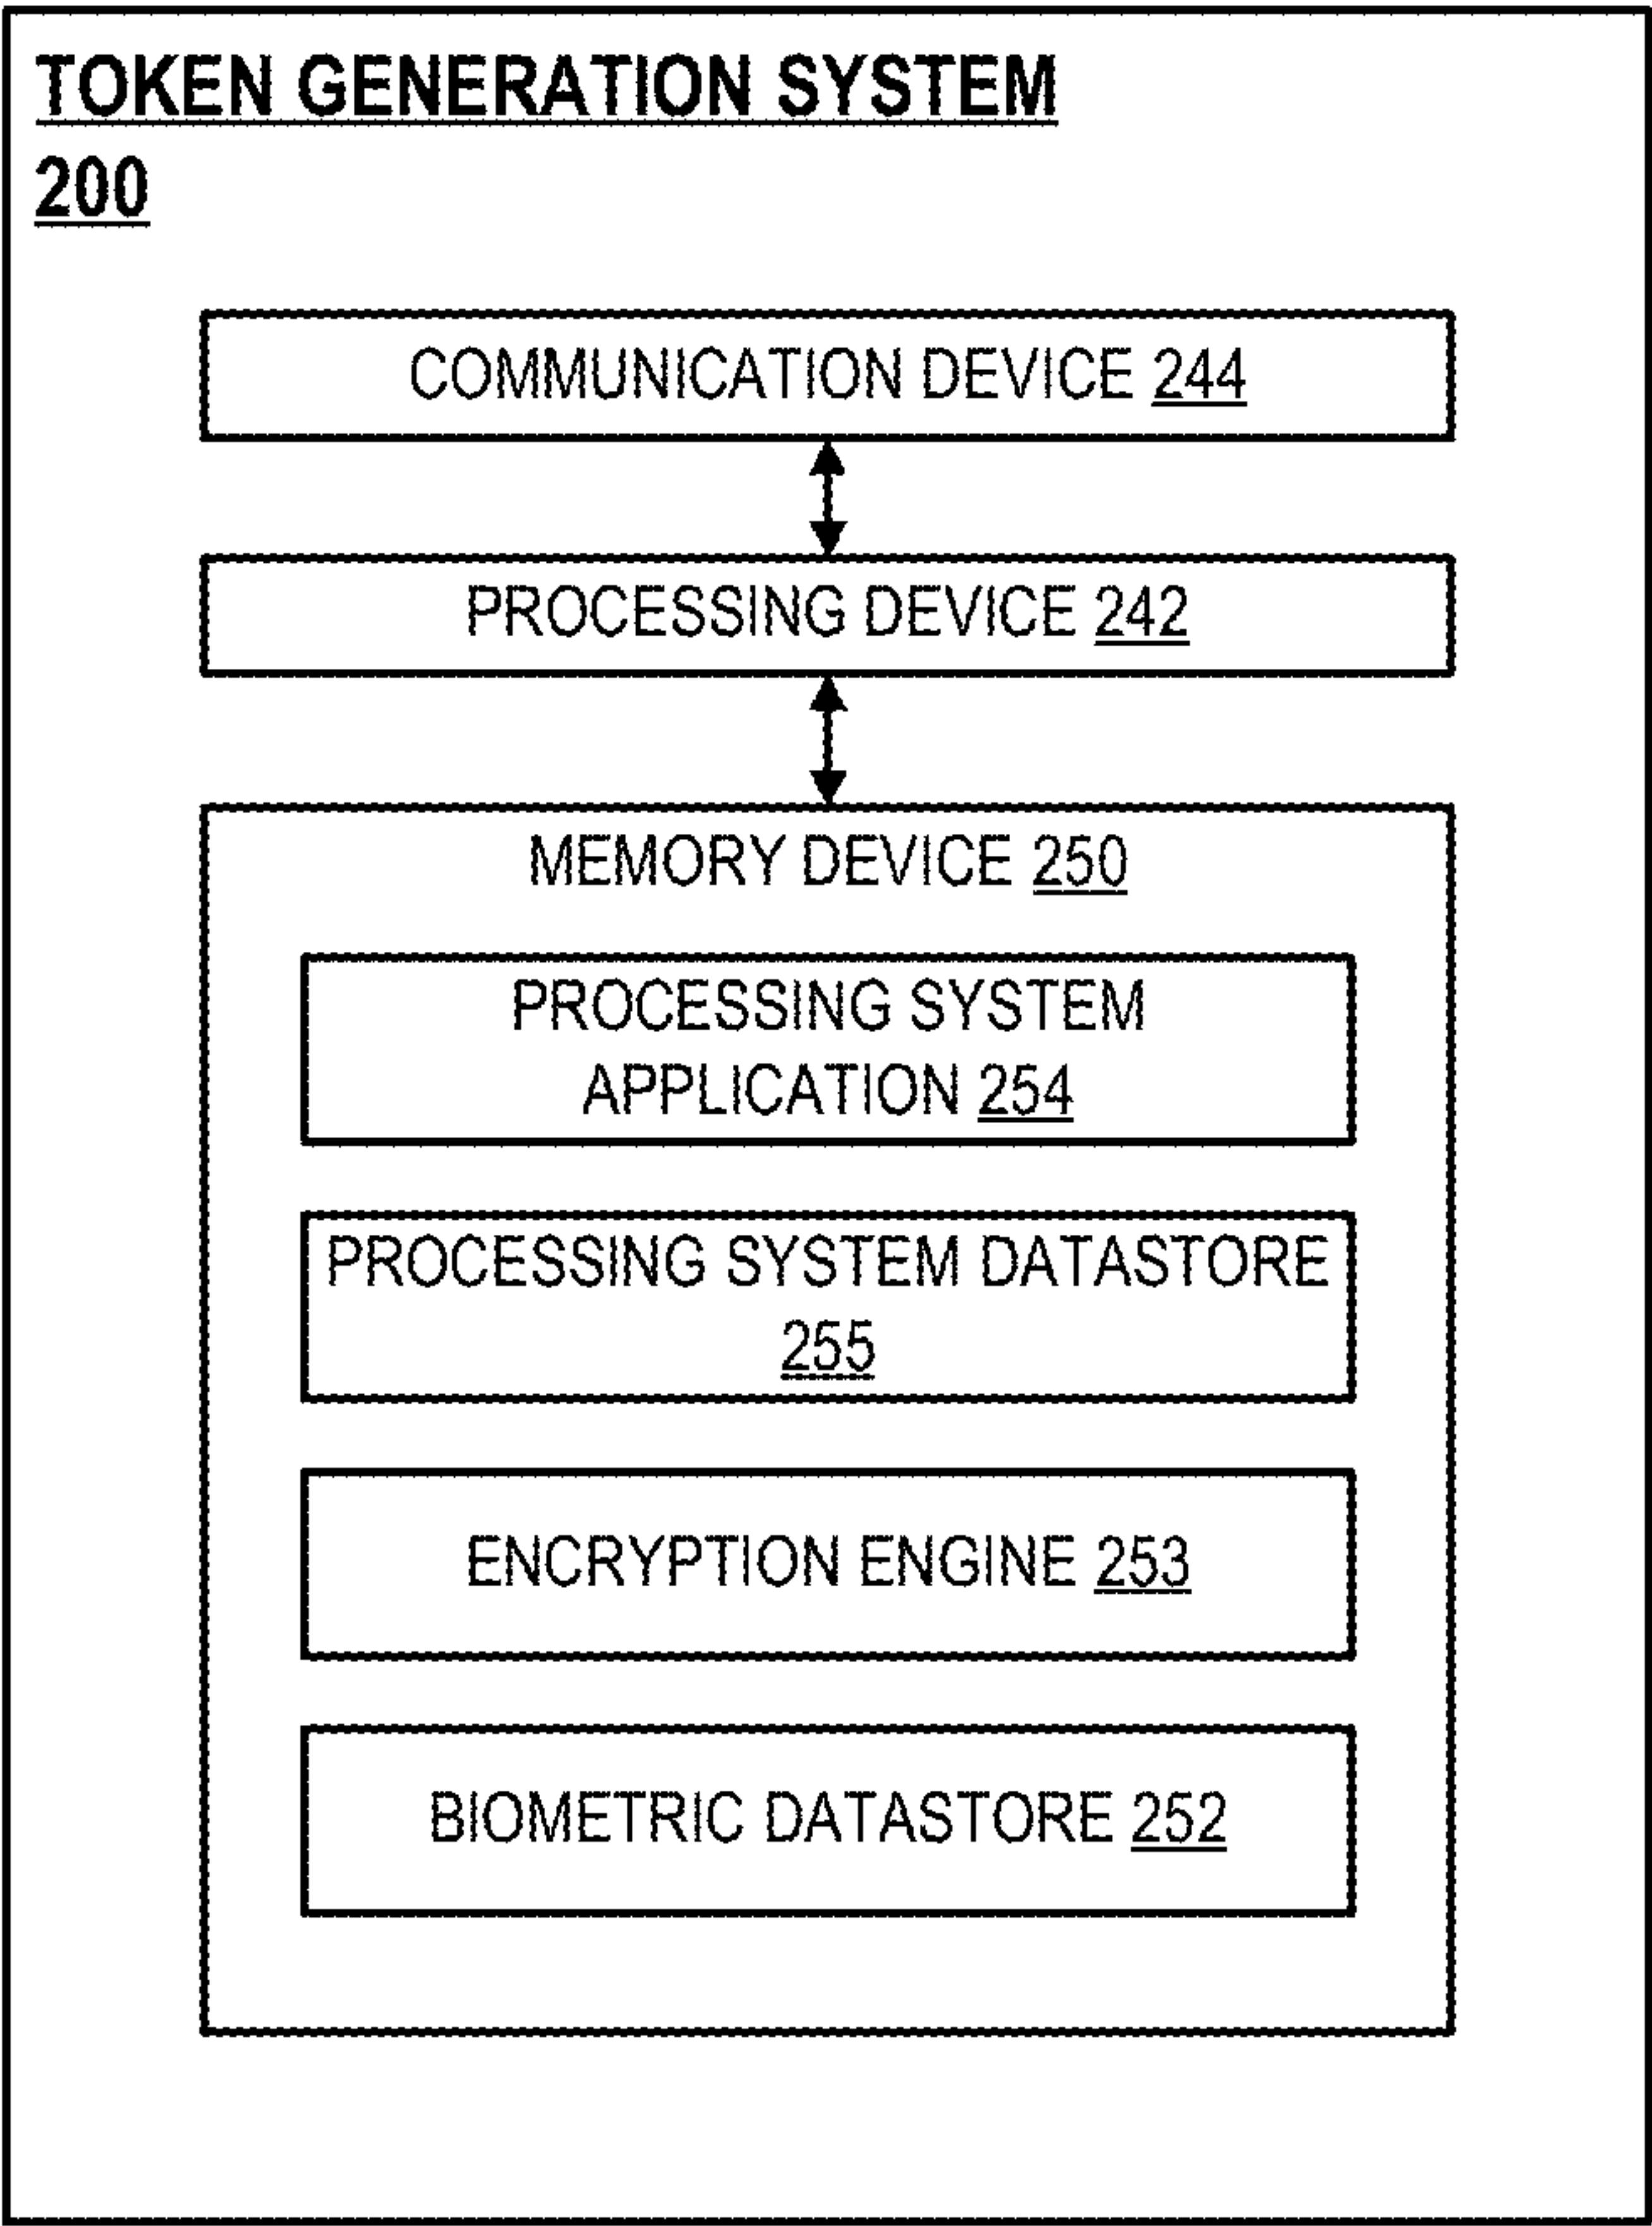 TOKEN GENERATION SYSTEM
200
COMMUNICATION DEVICE 244
PROCESSING DEVICE 242
MEMORY DEVICE 250
PROCESSING SYSTEM
APPLICATION 254
PROCESSING SYSTEM DATASTORE
255
ENCRYPTION ENGINE 253
BIOMETRIC DATASTORE 252